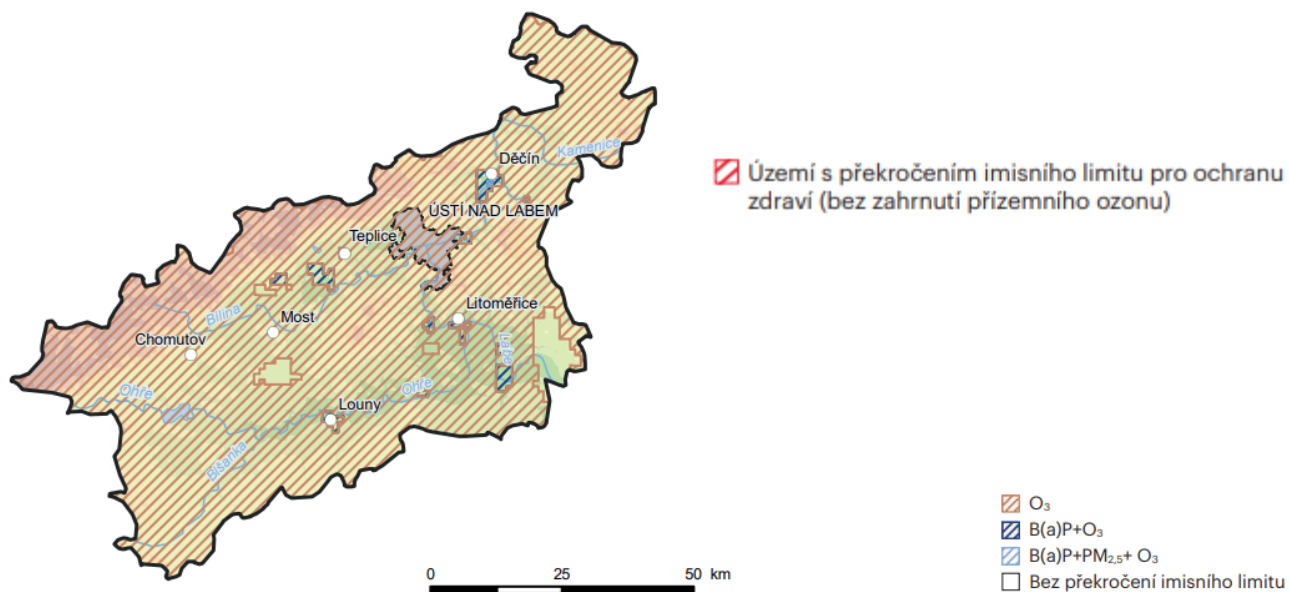 Kamenice
Děčín
Území s překročením imisního limitu pro ochranu
zdraví (bez zahrnutí přízemního ozonu)
ÚSTÍ NAD LABEM
Teplice
Litoměřice
Bílina
Most
Chomutov
Labe
Ohře
Ohře
Louny
Blšanka
O₃
B(a)P+O₃
B(a)P+PM₂,₅+ O₃
Bez překročení imisního limitu
0 25 50 km